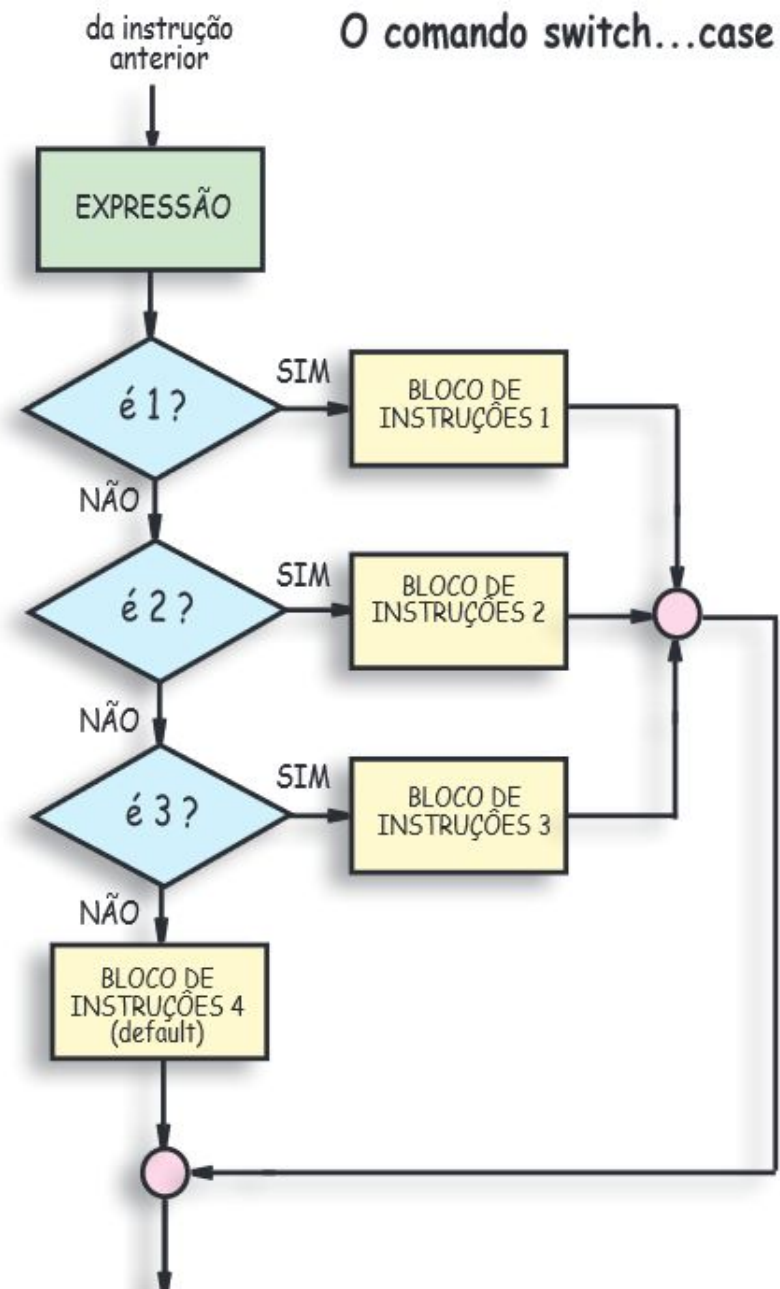 da instrução
anterior
O comando switch...case
EXPRESSÃO
é 1 ?
SIM
BLOCO DE
INSTRUÇÕES 1
NÃO
é 2 ?
SIM
BLOCO DE
INSTRUÇÕES 2
NÃO
é 3 ?
SIM
BLOCO DE
INSTRUÇÕES 3
NÃO
BLOCO DE
INSTRUÇÕES 4
(default)